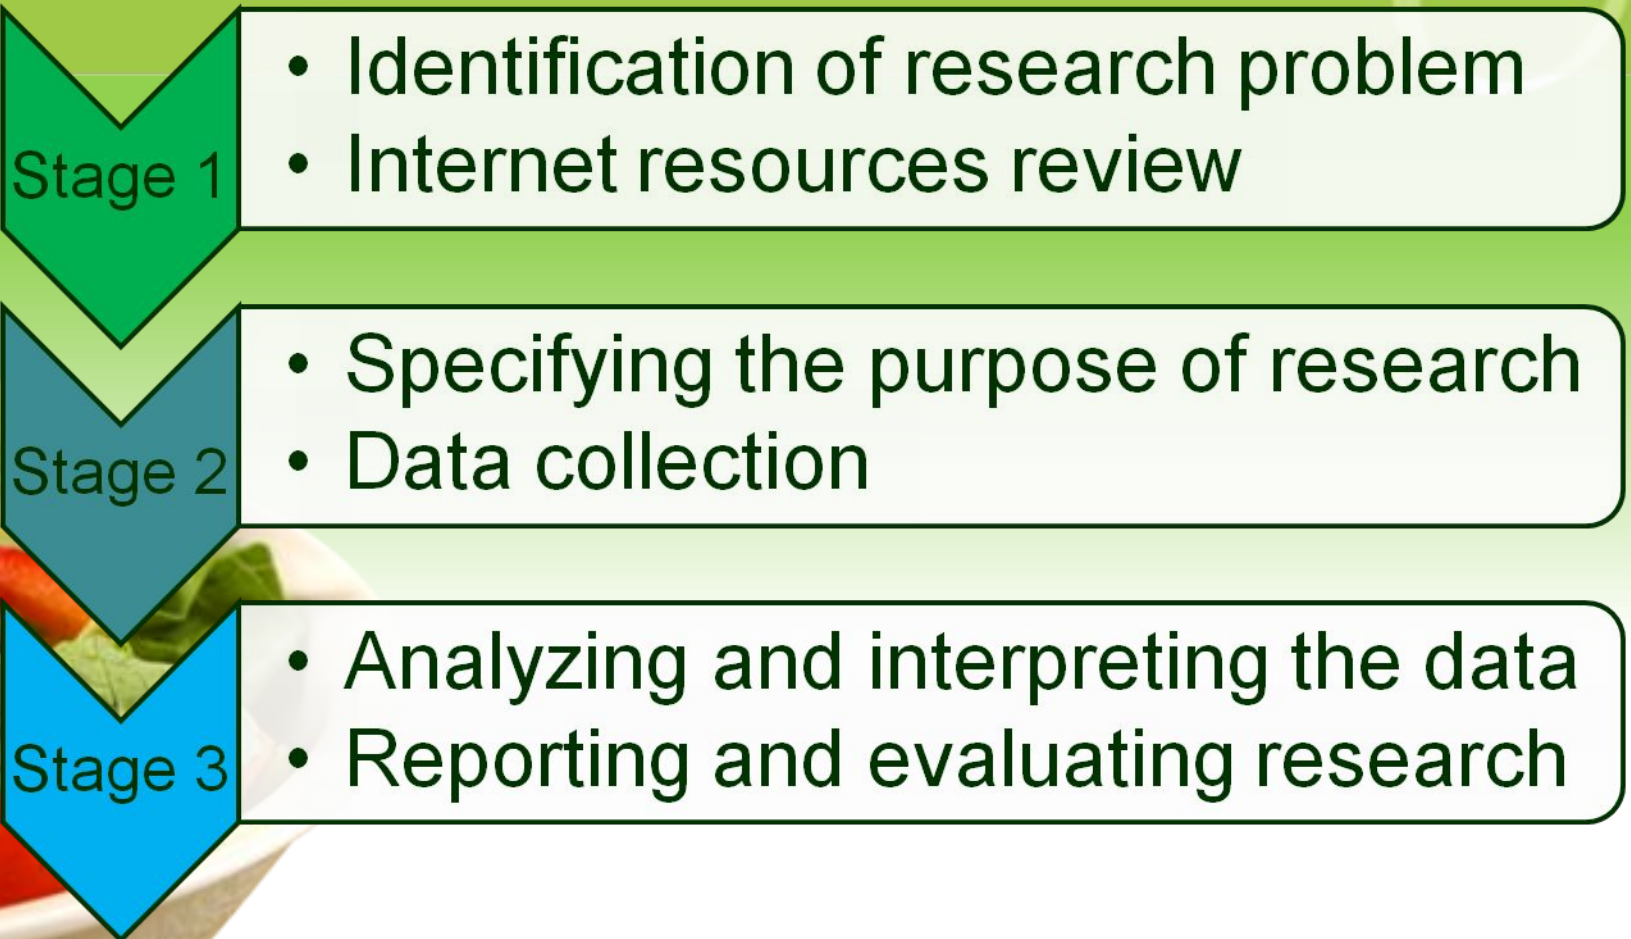 Stage 1
• Identification of research problem
• Internet resources review
Stage 2
• Specifying the purpose of research
• Data collection
Stage 3
• Analyzing and interpreting the data
• Reporting and evaluating research